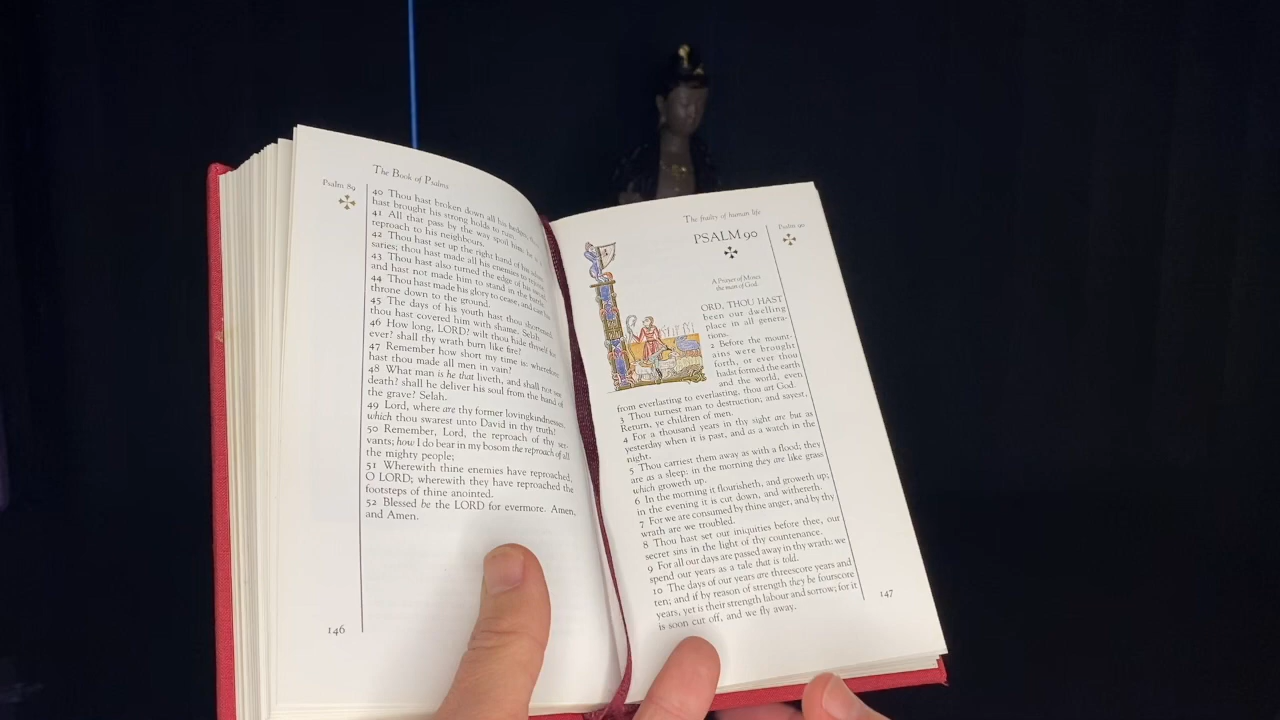 The Book of Psalms
Psalm 89
40 Thou hast broken down all his hedges; thou
hast brought his strong holds to ruin.
41 All that pass by the way spoil him: he is a
reproach to his neighbours.
42 Thou hast set up the right hand of his adver-
saries; thou hast made all his enemies to rejoice.
43 Thou hast also turned the edge of his sword,
and hast not made him to stand in the battle.
44 Thou hast made his glory to cease, and cast his
throne down to the ground.
45 The days of his youth hast thou shortened:
thou hast covered him with shame. Selah.
46 How long, LORD? wilt thou hide thyself for
ever? shall thy wrath burn like fire?
47 Remember how short my time is: wherefore
hast thou made all men in vain?
48 What man is he that liveth, and shall not see
death? shall he deliver his soul from the hand of
the grave? Selah.
49 Lord, where are thy former lovingkindnesses,
which thou swarest unto David in thy truth?
50 Remember, Lord, the reproach of thy ser-
vants; how I do bear in my bosom the reproach of all
the mighty people;
51 Wherewith thine enemies have reproached,
O LORD; wherewith they have reproached the
footsteps of thine anointed.
52 Blessed be the LORD for evermore. Amen,
and Amen.
146
The frailty of human life
Psalm 90
PSALM 90
A Prayer of Moses
the man of God.
ORD, THOU HAST
been our dwelling
place in all genera-
tions.
2 Before the mount-
ains were brought
forth, or ever thou
hadst formed the earth
and the world, even
from everlasting to everlasting, thou art God.
3 Thou turnest man to destruction; and sayest,
Return, ye children of men.
4 For a thousand years in thy sight are but as
yesterday when it is past, and as a watch in the
night.
5 Thou carriest them away as with a flood; they
are as a sleep: in the morning they are like grass
which groweth up.
6 In the morning it flourisheth, and groweth up;
in the evening it is cut down, and withereth.
7 For we are consumed by thine anger, and by thy
wrath are we troubled.
8 Thou hast set our iniquities before thee, our
secret sins in the light of thy countenance.
9 For all our days are passed away in thy wrath: we
spend our years as a tale that is told.
10 The days of our years are threescore years and
ten; and if by reason of strength they be fourscore
years, yet is their strength labour and sorrow; for it
is soon cut off, and we fly away.
147